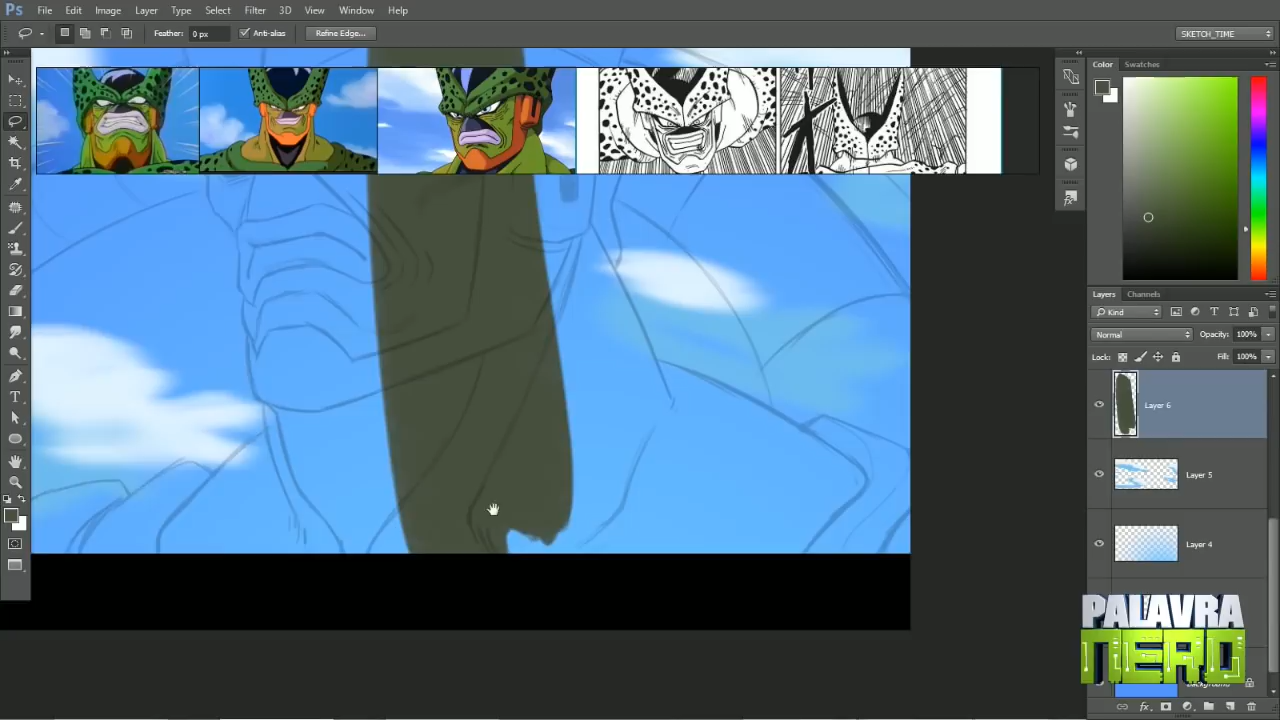 Ps File Edit Image Layer Type Select Filter 3D View Window Help
Feather: 0 px Anti-alias Refine Edge... SKETCH_TIME
Color Swatches
Layers Channels
Kind
Normal Opacity: 100%
Lock: Fill: 100%
Layer 6
Layer 5
Layer 4
PALAVRA
NERD
Background